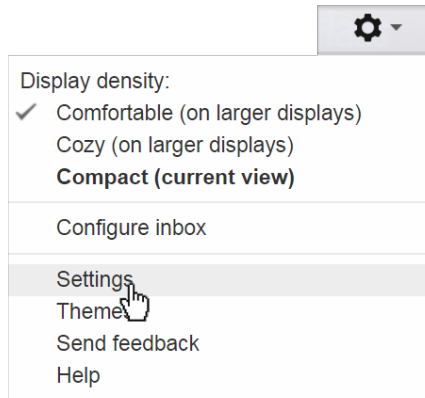 Display density:
Comfortable (on larger displays)
Cozy (on larger displays)
Compact (current view)
Configure inbox
Settings
Themes
Send feedback
Help